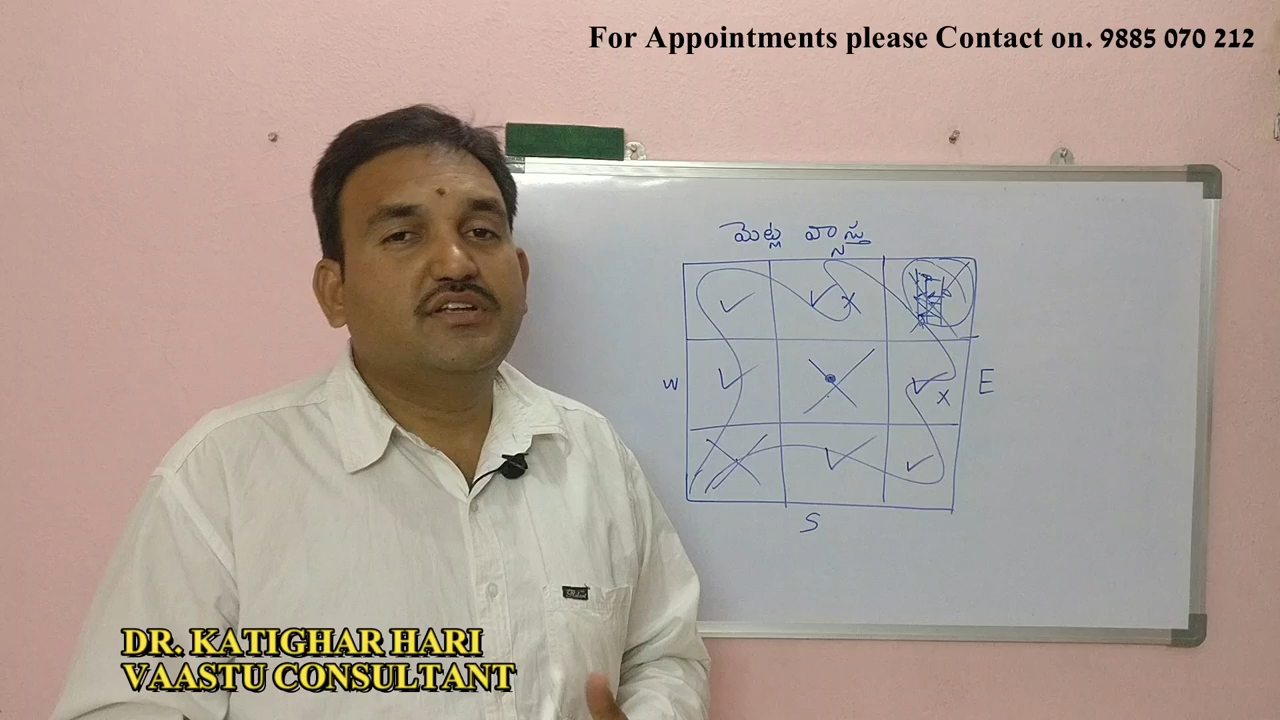 For Appointments please Contact on. 9885 070 212
మెట్ల వాస్తు
W
E
S
DR. KATIGHAR HARI
VAASTU CONSULTANT